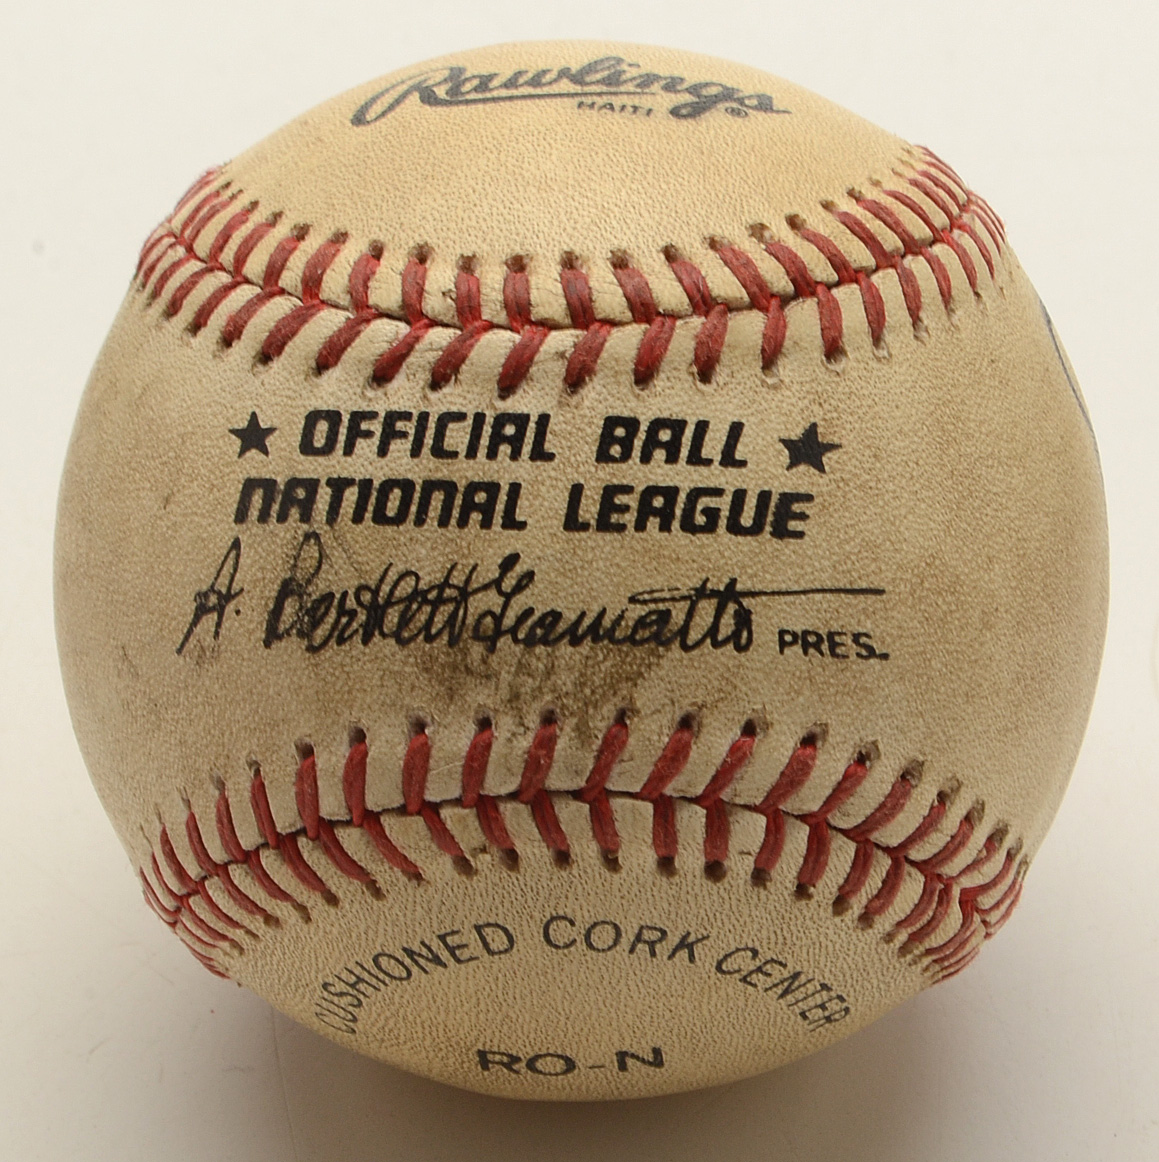 Rawlings ®
HAITI
★ OFFICIAL BALL ★
NATIONAL LEAGUE
A. Bartlett Giamatti PRES.
CUSHIONED CORK CENTER
RO-N